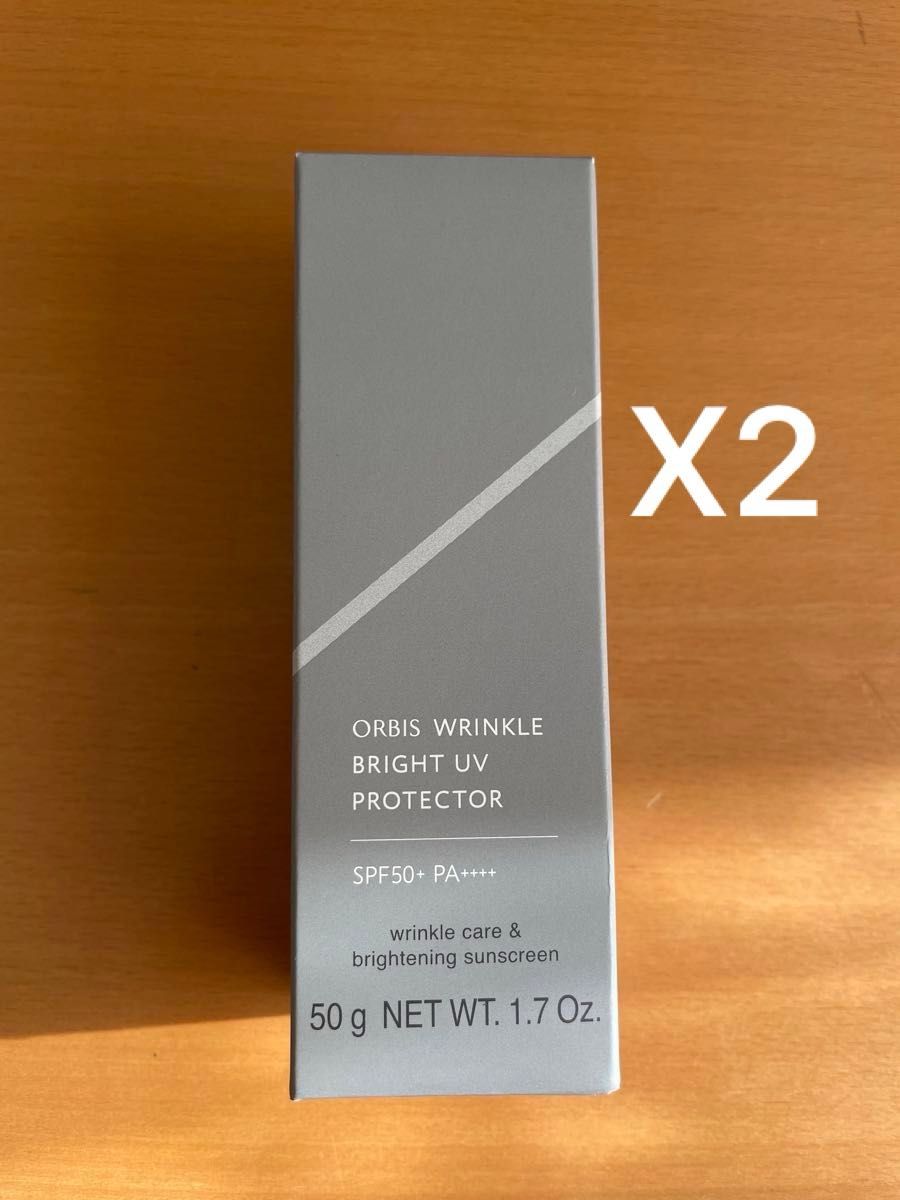 X2
ORBIS WRINKLE
BRIGHT UV
PROTECTOR
SPF50+ PA++++
wrinkle care &
brightening sunscreen
50 g NET WT. 1.7 Oz.